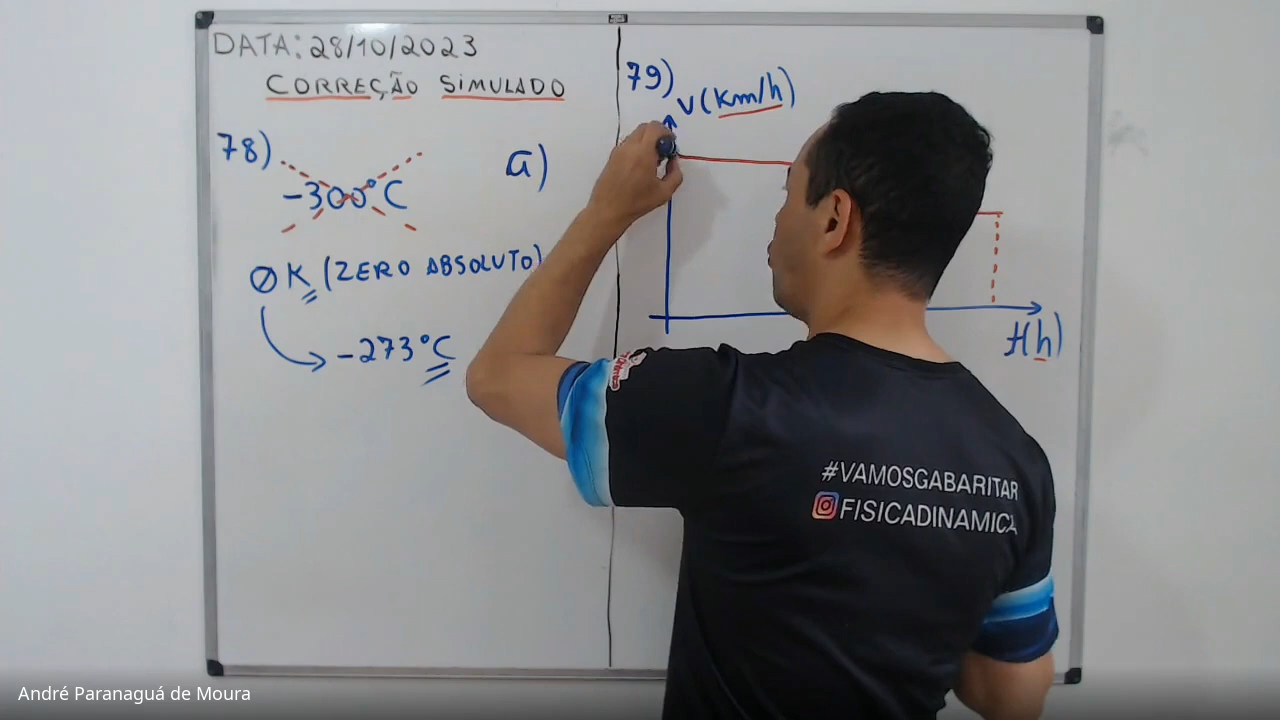 DATA: 28/10/2023
CORREÇÃO SIMULADO
78)
-300°C
a)
0 K (ZERO ABSOLUTO)
-273°C
79)
V(Km/h)
t(h)
#VAMOSGABARITAR
FISICADINAMICA
André Paranaguá de Moura